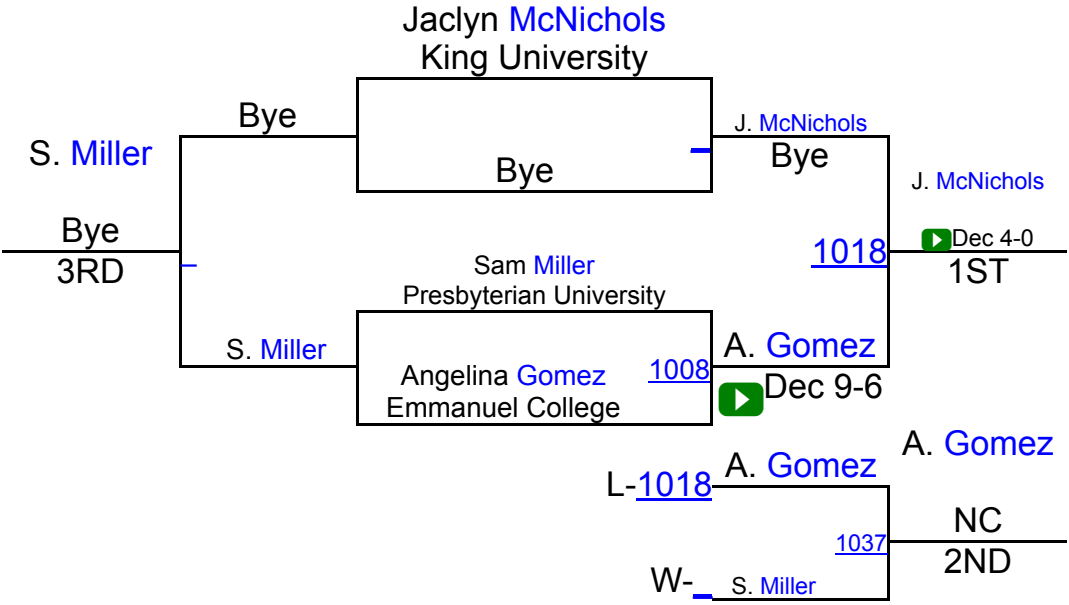 Jaclyn McNichols
King University
Bye
J. McNichols
S. Miller
Bye
Bye
J. McNichols
Bye
3RD
1018
Dec 4-0
1ST
Sam Miller
Presbyterian University
S. Miller
A. Gomez
Angelina Gomez
1008
Emmanuel College
Dec 9-6
A. Gomez
L-1018
A. Gomez
NC
1037
2ND
W-_
S. Miller